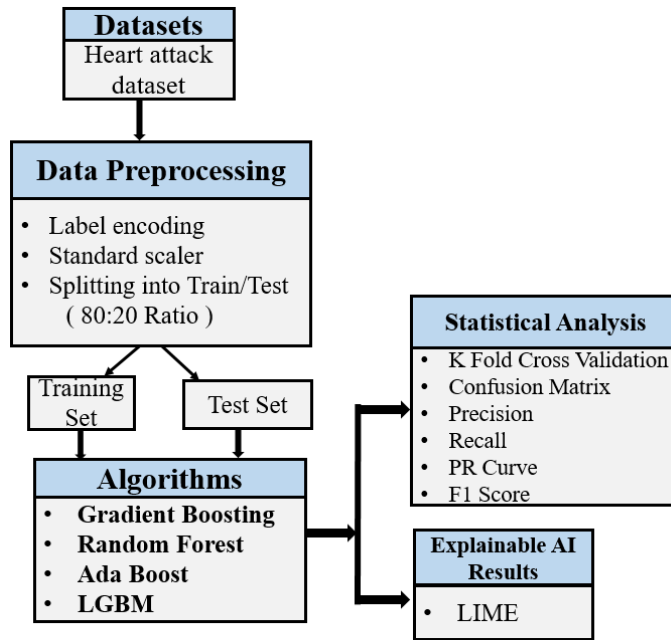 Datasets
Heart attack
dataset
Data Preprocessing
• Label encoding
• Standard scaler
• Splitting into Train/Test
( 80:20 Ratio )
Training
Set
Test Set
Algorithms
• Gradient Boosting
• Random Forest
• Ada Boost
• LGBM
Statistical Analysis
• K Fold Cross Validation
• Confusion Matrix
• Precision
• Recall
• PR Curve
• F1 Score
Explainable AI
Results
• LIME